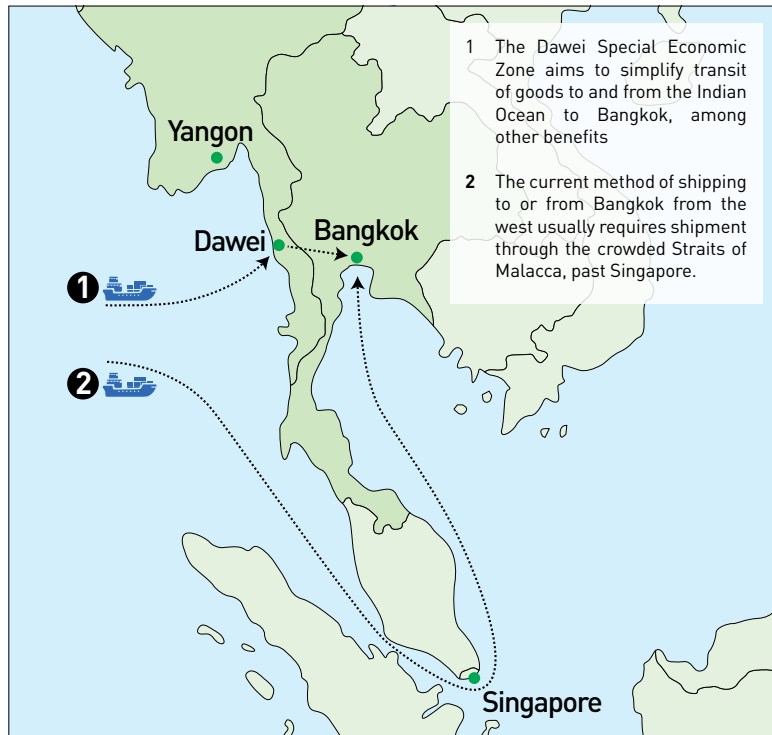 1 The Dawei Special Economic
Zone aims to simplify transit
of goods to and from the Indian
Ocean to Bangkok, among
other benefits
2 The current method of shipping
to or from Bangkok from the
west usually requires shipment
through the crowded Straits of
Malacca, past Singapore.
Yangon
Dawei
Bangkok
1
2
Singapore